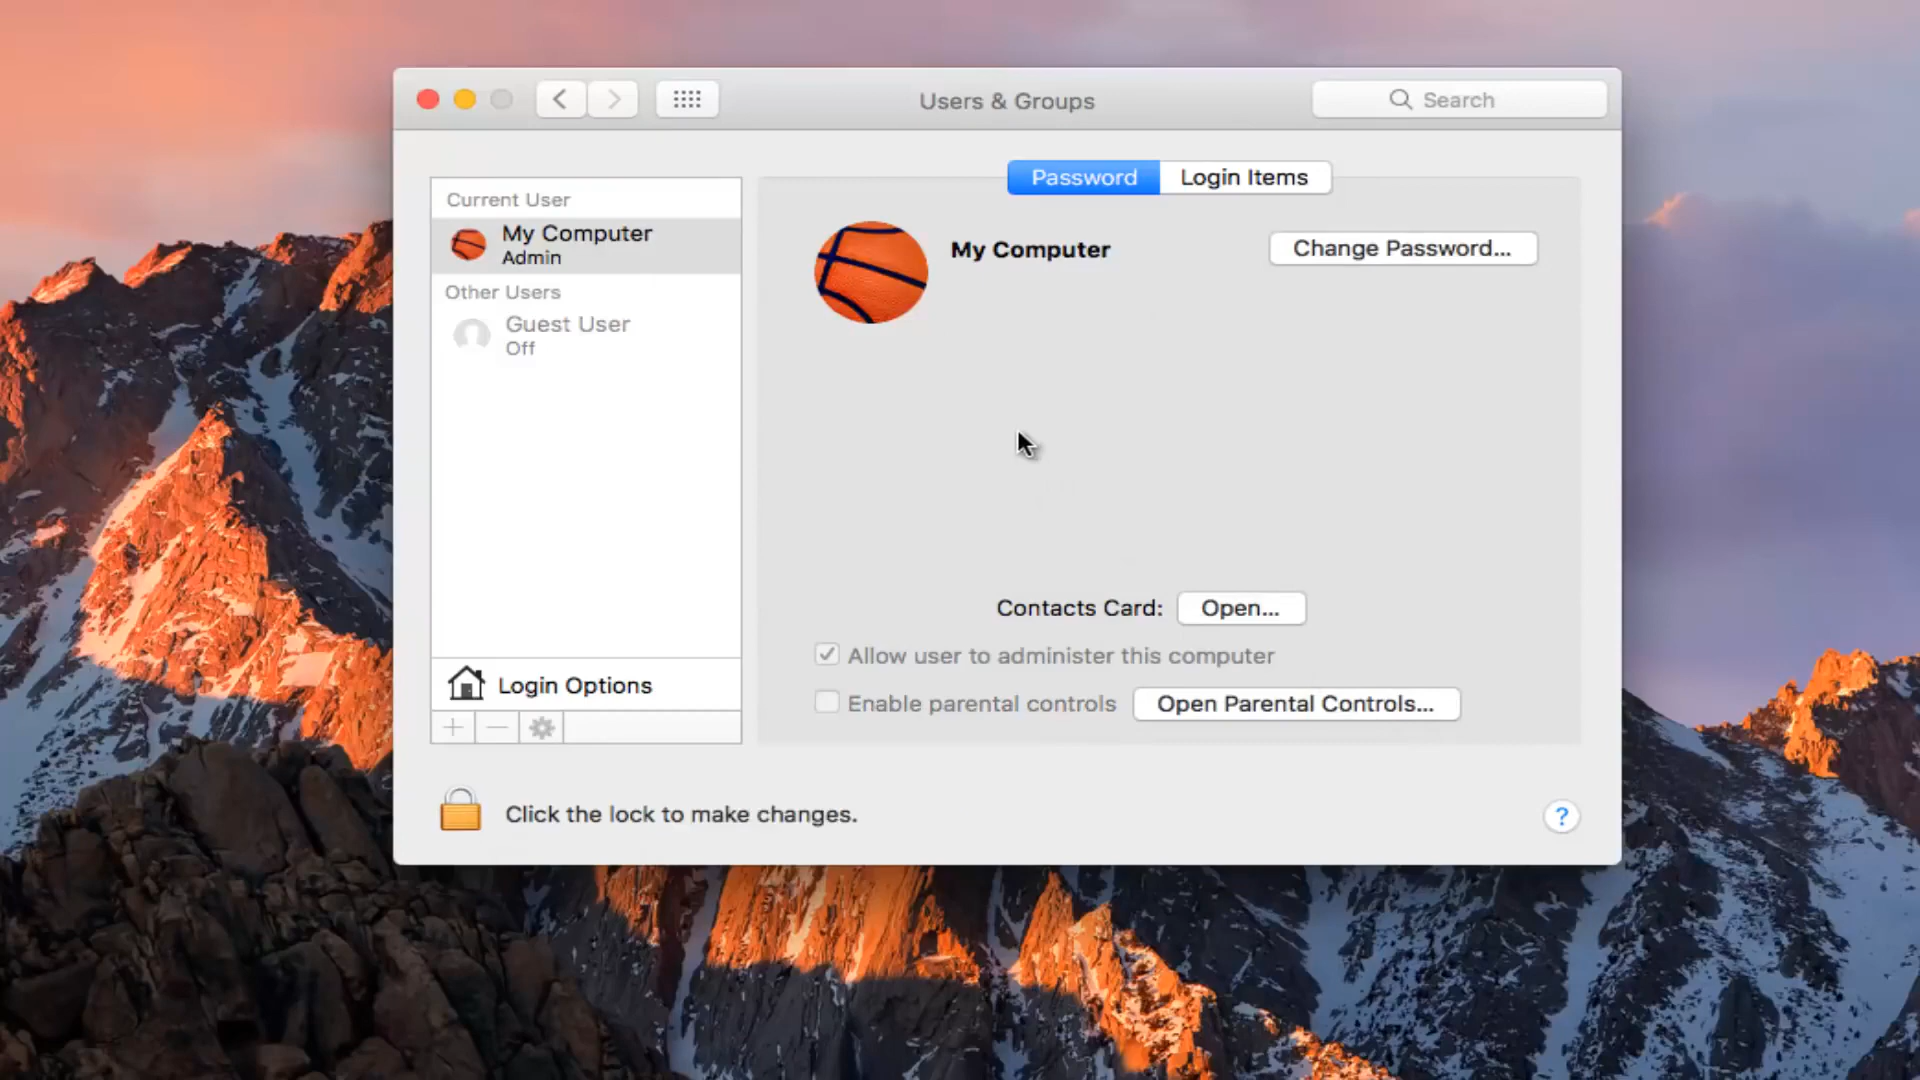 Users & Groups
Search
Password
Login Items
Current User
My Computer
Admin
Other Users
Guest User
Off
Login Options
My Computer
Change Password...
Contacts Card:
Open...
Allow user to administer this computer
Enable parental controls
Open Parental Controls...
Click the lock to make changes.
?